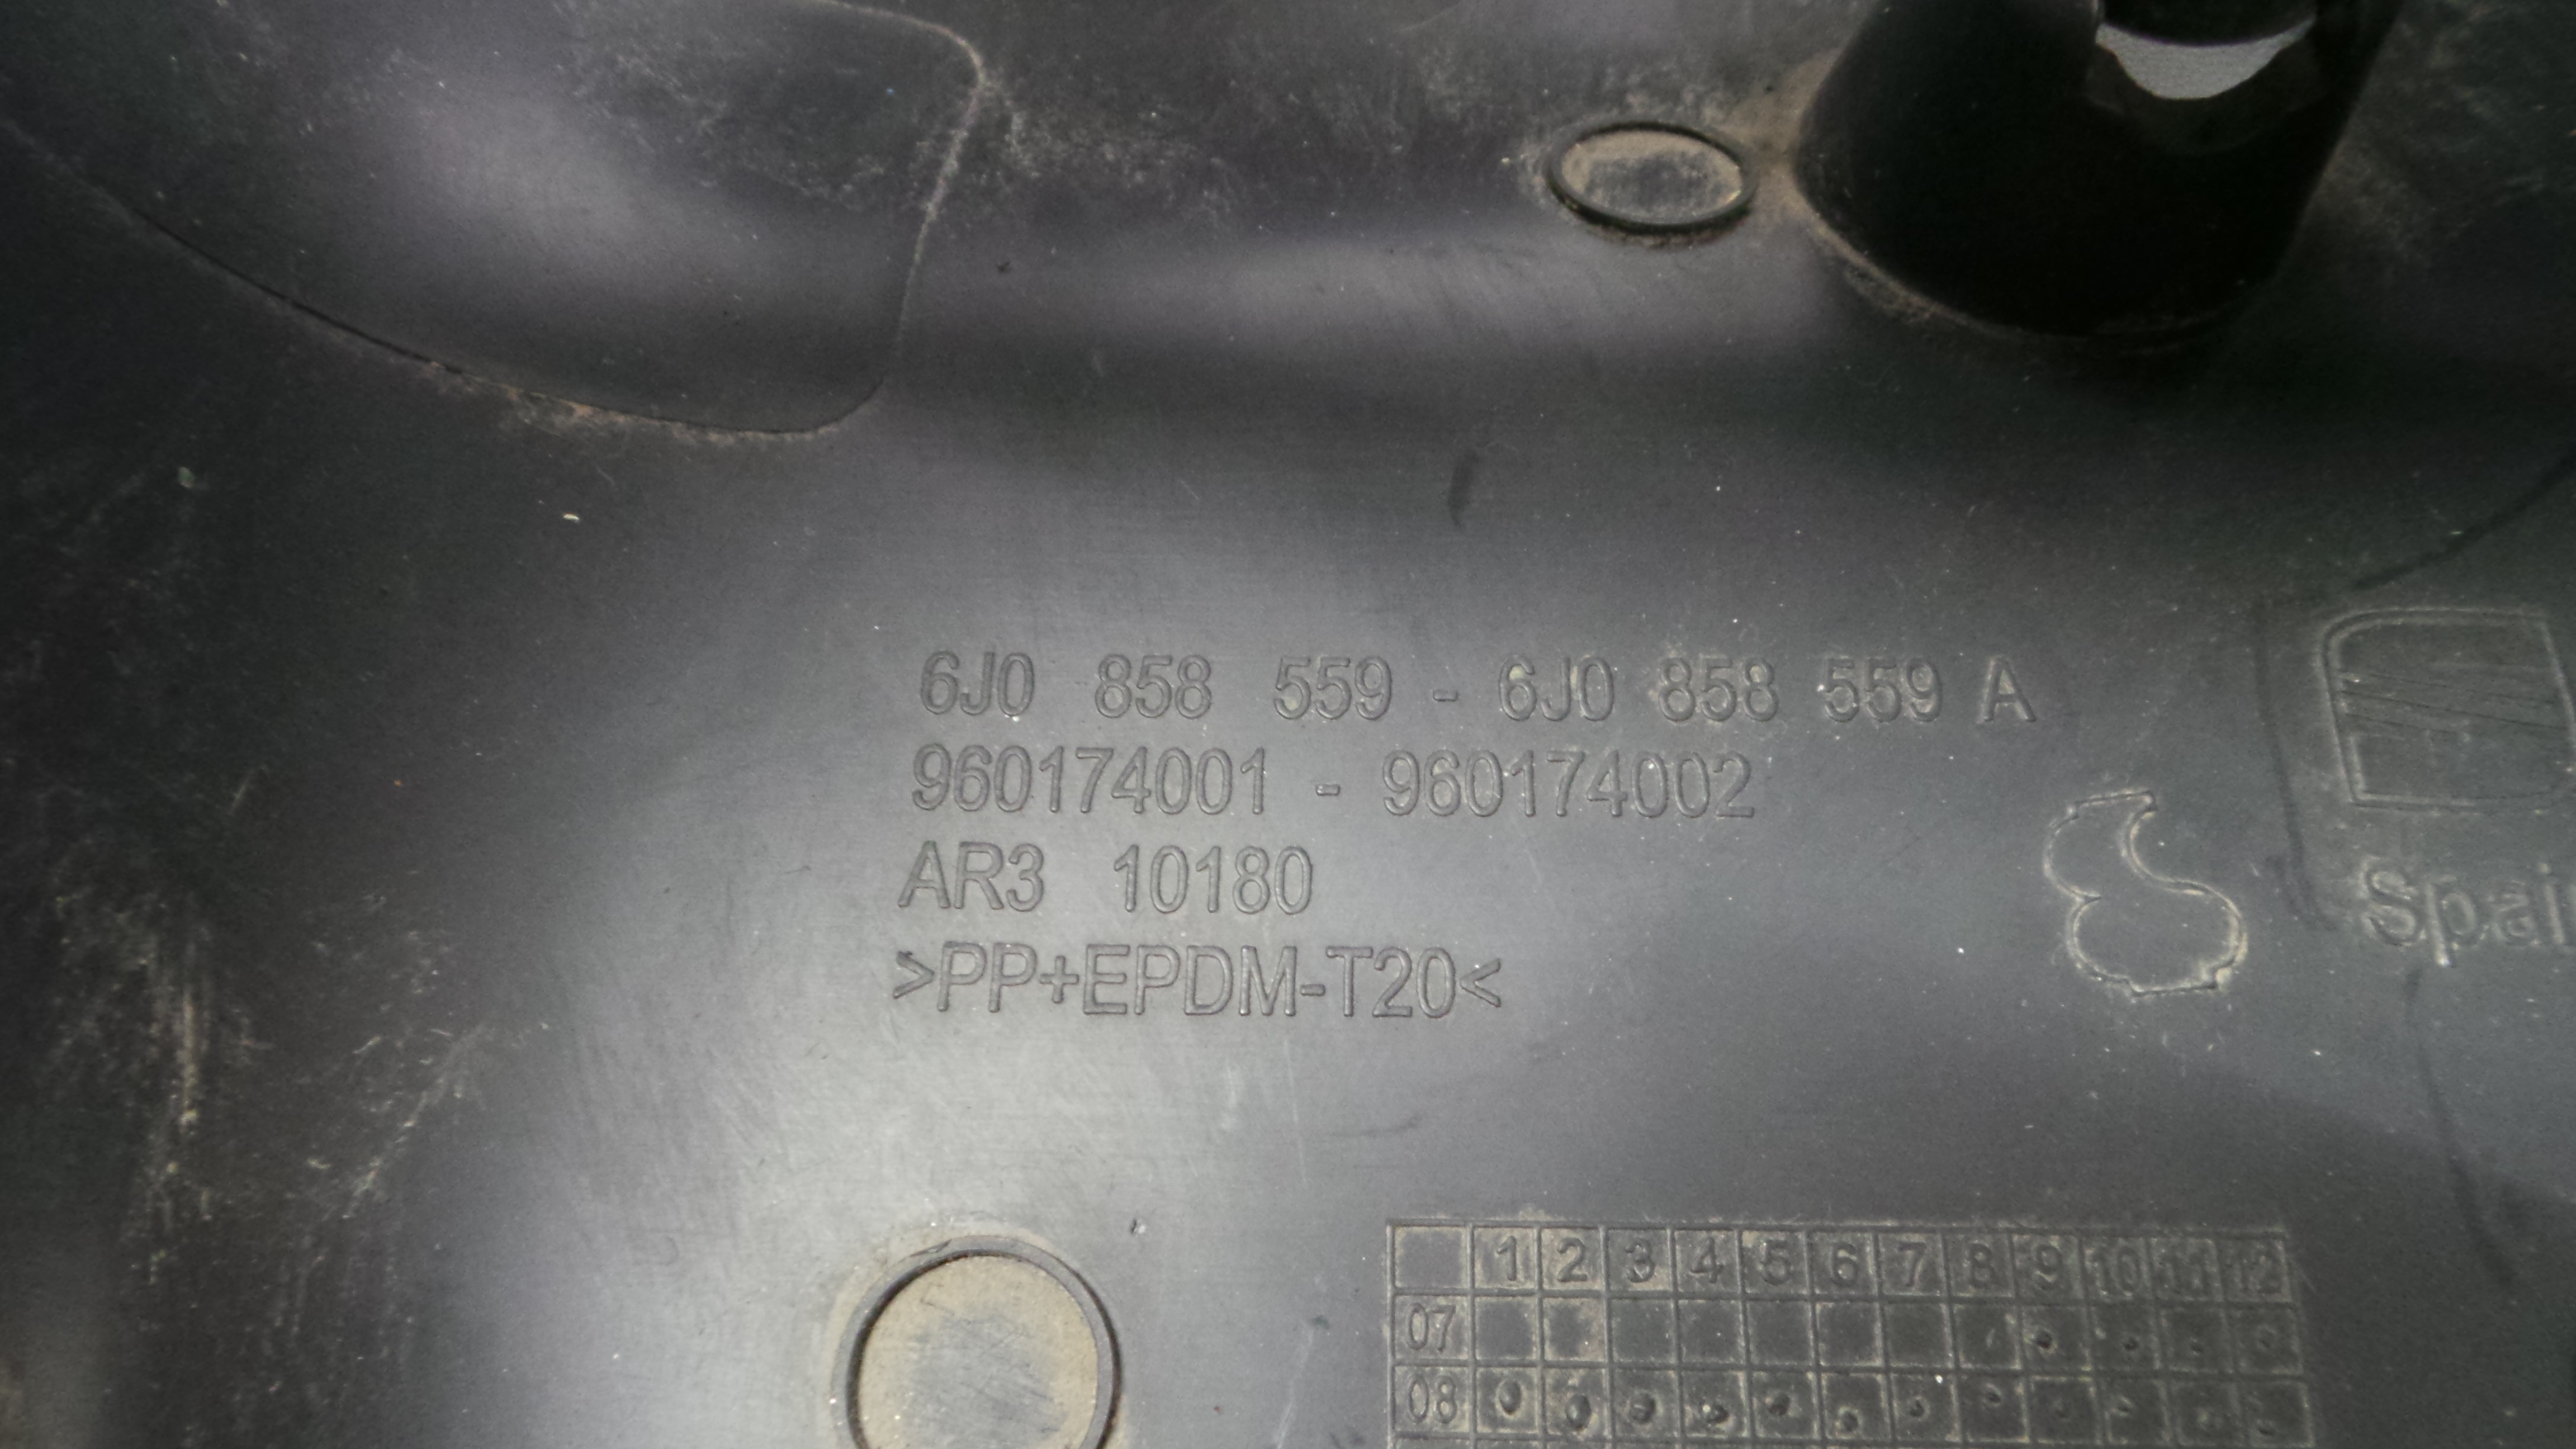 6J0 858 559 - 6J0 858 559 A
960174001 - 960174002
AR3 10180
>PP+EPDM-T20<
Spai
1 2 3 4 5 6 7 8 9 10 11 12
07
08